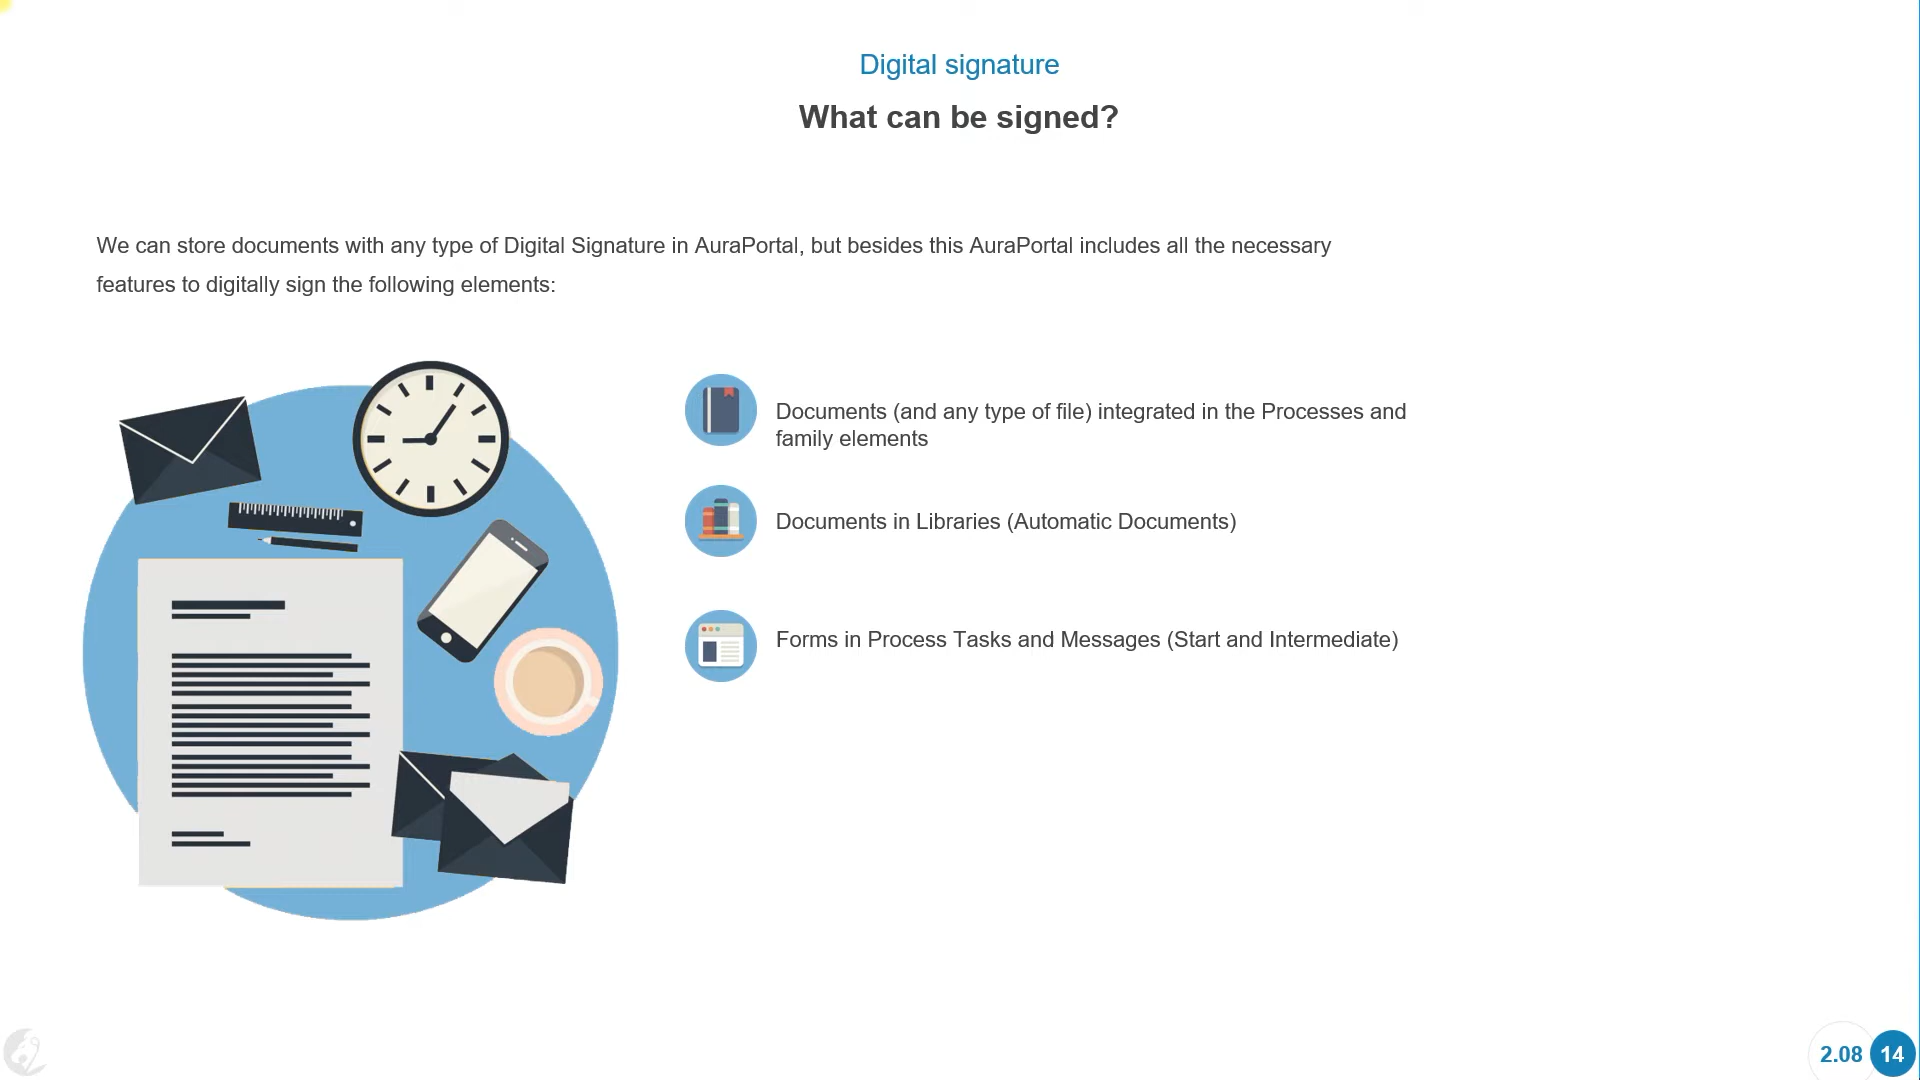 Digital signature
What can be signed?
We can store documents with any type of Digital Signature in AuraPortal, but besides this AuraPortal includes all the necessary
features to digitally sign the following elements:
Documents (and any type of file) integrated in the Processes and
family elements
Documents in Libraries (Automatic Documents)
Forms in Process Tasks and Messages (Start and Intermediate)
2.08 14